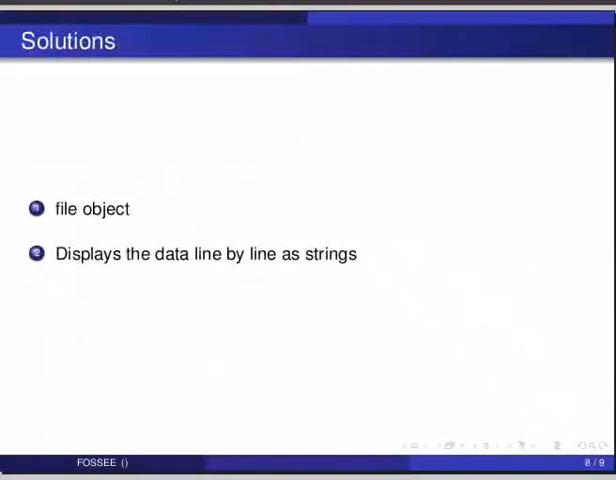 Solutions
1 file object
2 Displays the data line by line as strings
FOSSEE ()
8 / 9